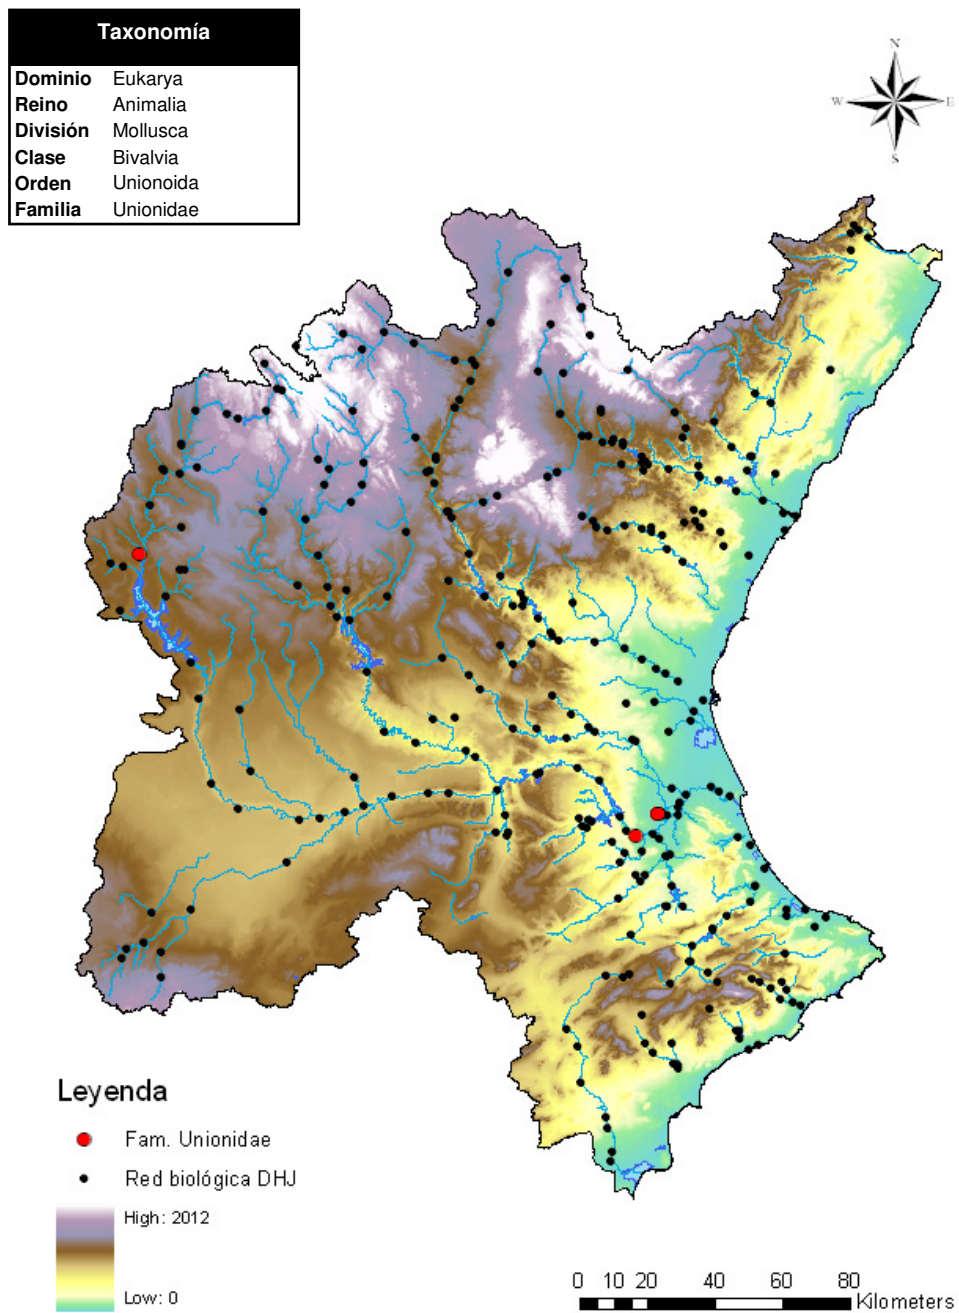 Taxonomía
Dominio Eukarya
Reino Animalia
División Mollusca
Clase Bivalvia
Orden Unionoida
Familia Unionidae
N
W E
S
Leyenda
Fam. Unionidae
Red biológica DHJ
High: 2012
Low: 0
0 10 20 40 60 80
Kilometers